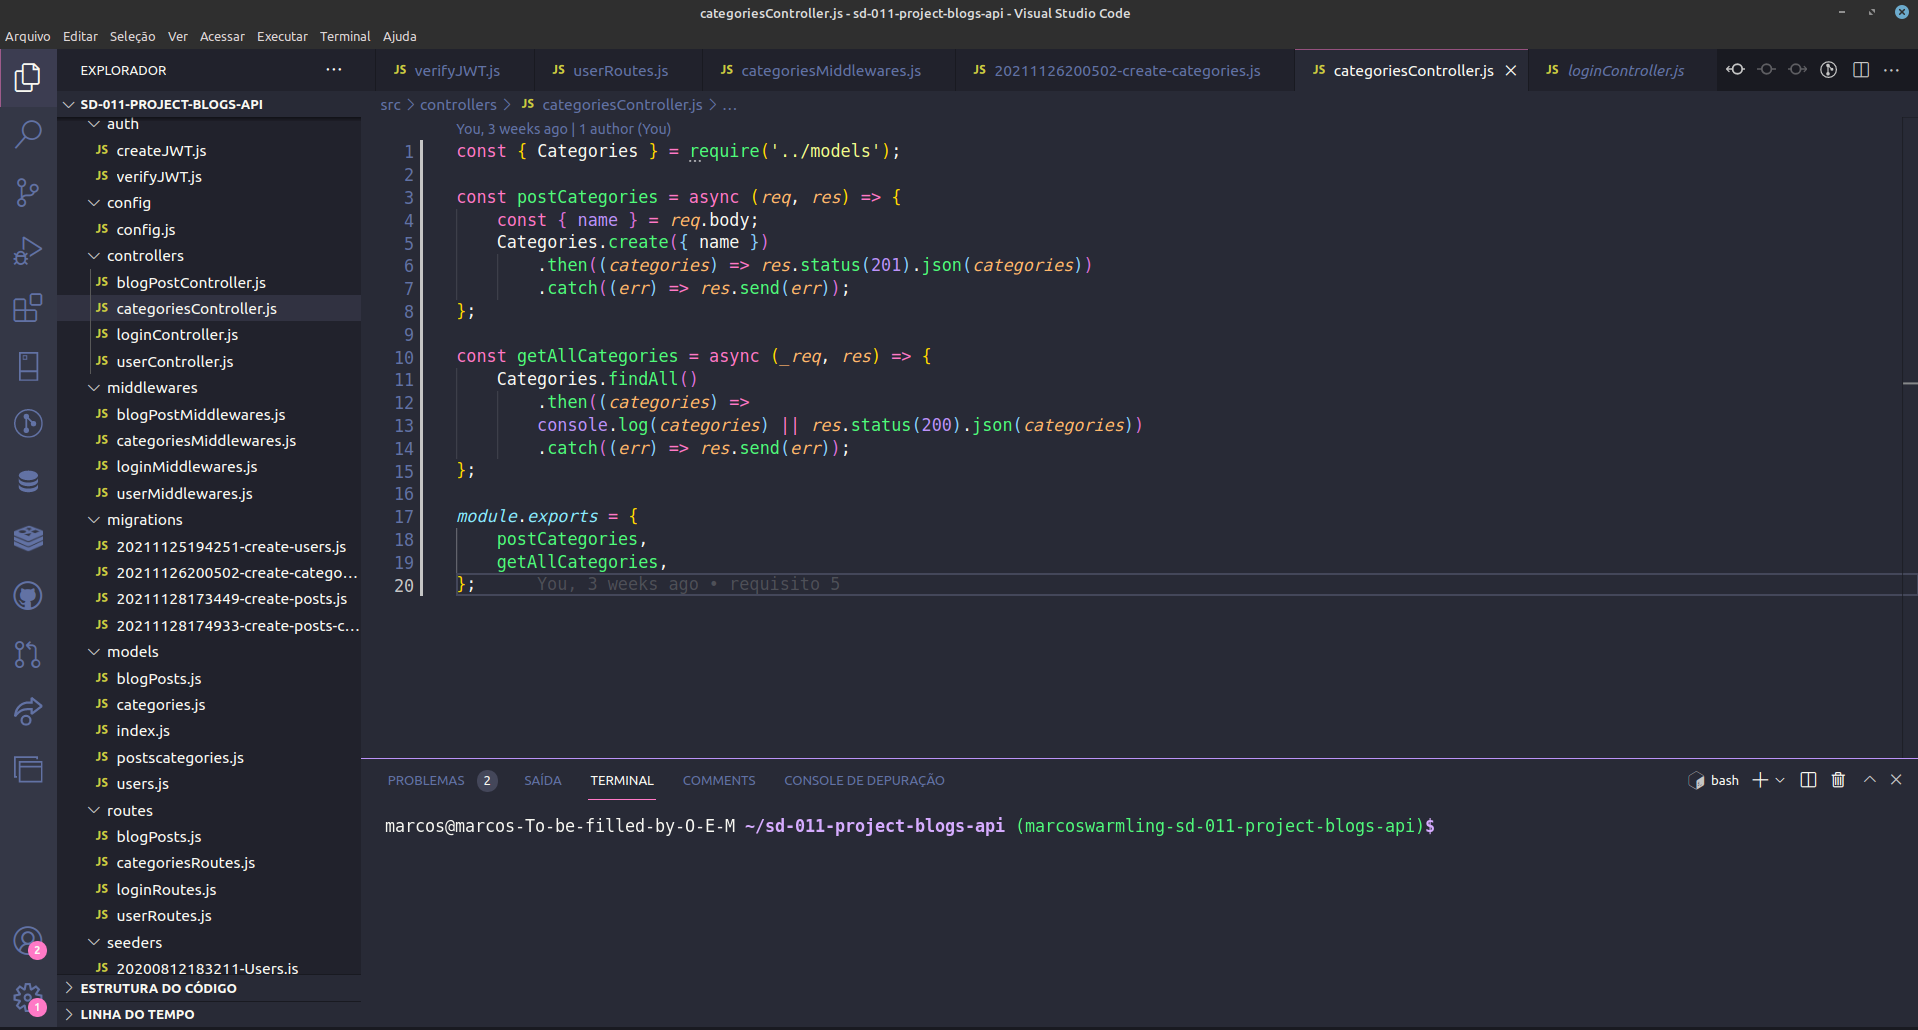 categoriesController.js - sd-011-project-blogs-api - Visual Studio Code
Arquivo Editar Seleção Ver Acessar Executar Terminal Ajuda
EXPLORADOR
SD-011-PROJECT-BLOGS-API
auth
JS createJWT.js
JS verifyJWT.js
config
JS config.js
controllers
JS blogPostController.js
JS categoriesController.js
JS loginController.js
JS userController.js
middlewares
JS blogPostMiddlewares.js
JS categoriesMiddlewares.js
JS loginMiddlewares.js
JS userMiddlewares.js
migrations
JS 20211125194251-create-users.js
JS 20211126200502-create-catego...
JS 20211128173449-create-posts.js
JS 20211128174933-create-posts-c...
models
JS blogPosts.js
JS categories.js
JS index.js
JS postscategories.js
JS users.js
routes
JS blogPosts.js
JS categoriesRoutes.js
JS loginRoutes.js
JS userRoutes.js
seeders
JS 20200812183211-Users.js
ESTRUTURA DO CÓDIGO
LINHA DO TEMPO
2
1
JS verifyJWT.js JS userRoutes.js JS categoriesMiddlewares.js JS 20211126200502-create-categories.js JS categoriesController.js JS loginController.js
src > controllers > JS categoriesController.js > ...
You, 3 weeks ago | 1 author (You)
1 const { Categories } = require('../models');
2
3 const postCategories = async (req, res) => {
4     const { name } = req.body;
5     Categories.create({ name })
6         .then((categories) => res.status(201).json(categories))
7         .catch((err) => res.send(err));
8 };
9
10 const getAllCategories = async (_req, res) => {
11     Categories.findAll()
12         .then((categories) =>
13         console.log(categories) || res.status(200).json(categories))
14         .catch((err) => res.send(err));
15 };
16
17 module.exports = {
18     postCategories,
19     getAllCategories,
20 }; You, 3 weeks ago • requisito 5
PROBLEMAS 2 SAÍDA TERMINAL COMMENTS CONSOLE DE DEPURAÇÃO bash
marcos@marcos-To-be-filled-by-O-E-M ~/sd-011-project-blogs-api (marcoswarmling-sd-011-project-blogs-api)$